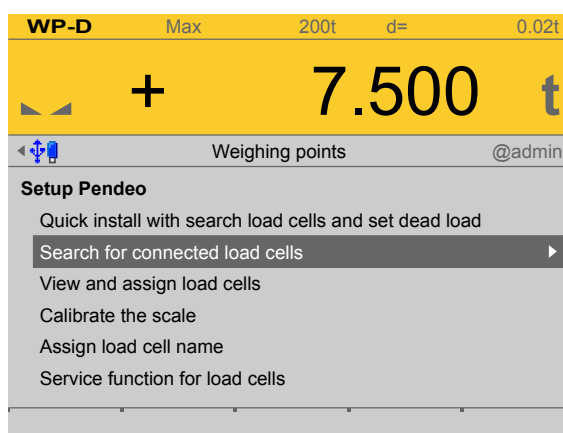 WP-D Max 200t d= 0.02t
+ 7.500 t
Weighing points @admin
Setup Pendeo
Quick install with search load cells and set dead load
Search for connected load cells
View and assign load cells
Calibrate the scale
Assign load cell name
Service function for load cells